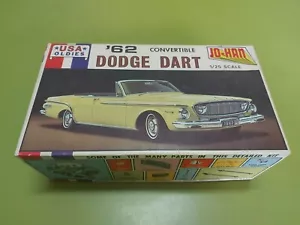 USA
OLDIES
'62 CONVERTIBLE
DODGE DART
JO-HAN
1/25 SCALE
SOME OF THE MANY PARTS IN THIS DETAILED KIT